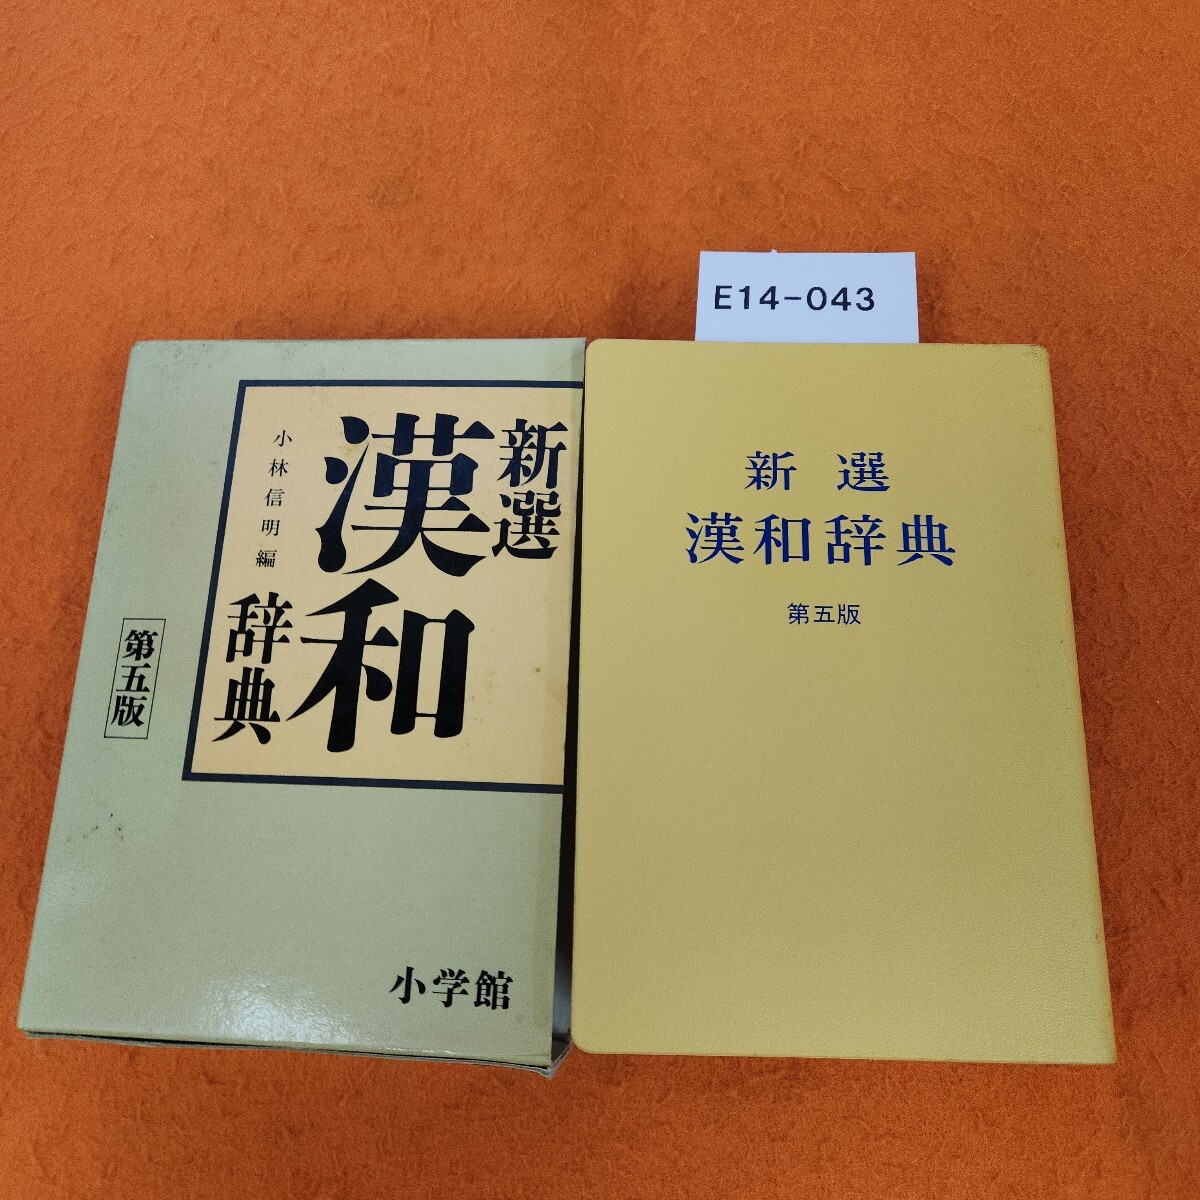 E14-043
新選
漢和
辞典
小林信明編
第五版
小学館
新選
漢和辞典
第五版